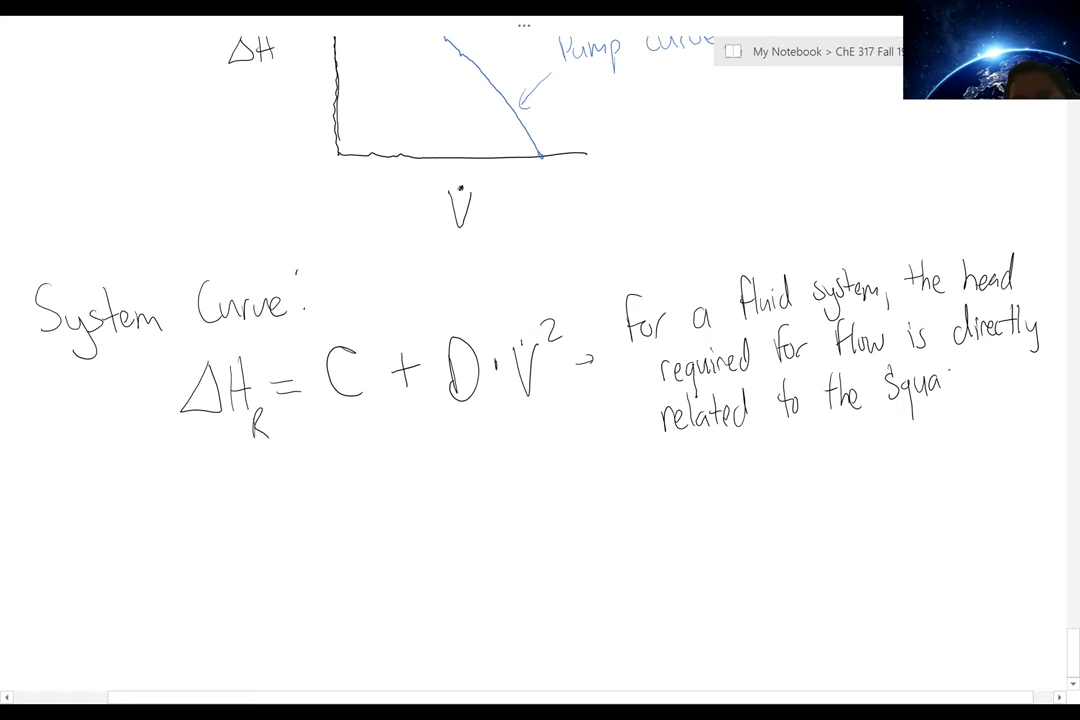 ΔH
Pump Curve
My Notebook > ChE 317 Fall 19
V̇
System Curve:
ΔH_R = C + D·V̇² → For a fluid system, the head
required for flow is directly
related to the squa